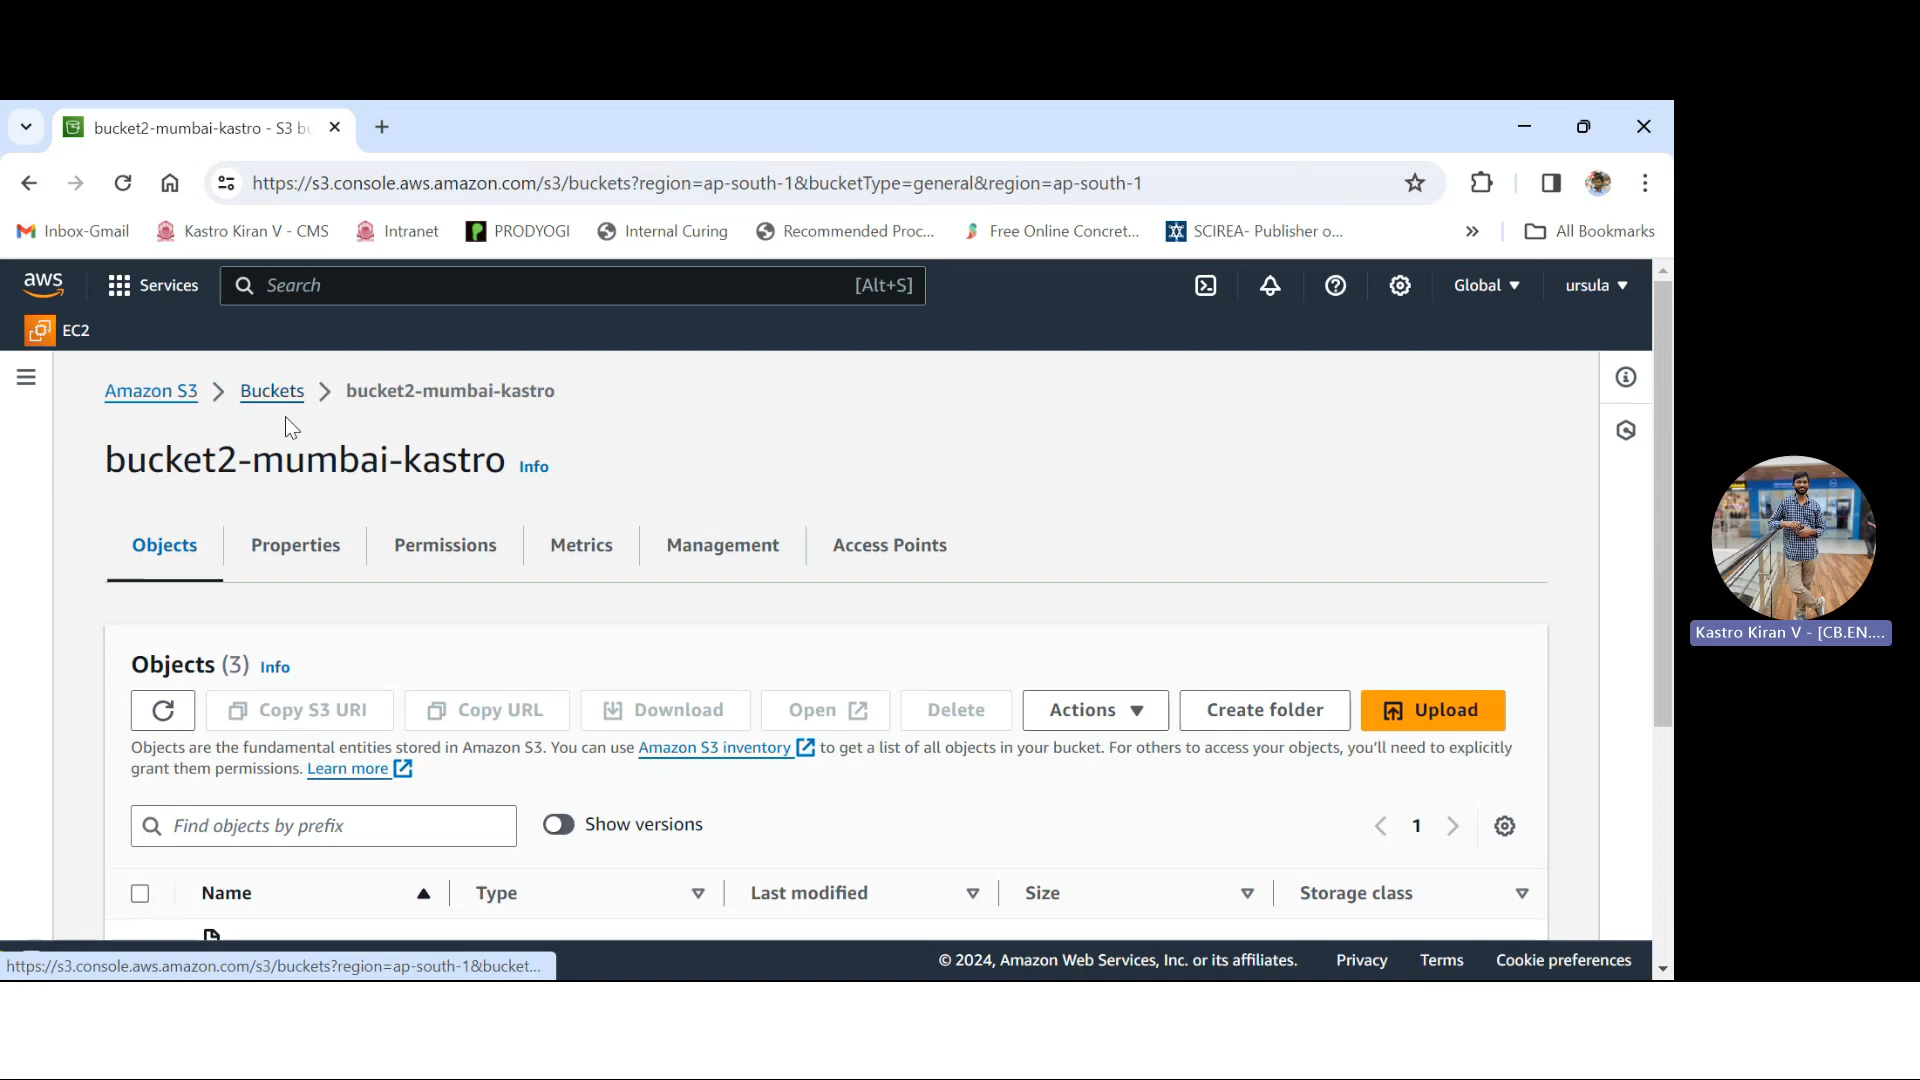 bucket2-mumbai-kastro - S3 bu
https://s3.console.aws.amazon.com/s3/buckets?region=ap-south-1&bucketType=general&region=ap-south-1
Inbox-Gmail Kastro Kiran V - CMS Intranet PRODYOGI Internal Curing Recommended Proc... Free Online Concret... SCIREA- Publisher o... » All Bookmarks
aws Services Search [Alt+S] Global ursula
EC2
Amazon S3 Buckets bucket2-mumbai-kastro
bucket2-mumbai-kastro Info
Objects Properties Permissions Metrics Management Access Points
Kastro Kiran V - [CB.EN....
Objects (3) Info
Copy S3 URI Copy URL Download Open Delete Actions Create folder Upload
Objects are the fundamental entities stored in Amazon S3. You can use Amazon S3 inventory to get a list of all objects in your bucket. For others to access your objects, you'll need to explicitly
grant them permissions. Learn more
Find objects by prefix Show versions 1
Name Type Last modified Size Storage class
https://s3.console.aws.amazon.com/s3/buckets?region=ap-south-1&bucket... © 2024, Amazon Web Services, Inc. or its affiliates. Privacy Terms Cookie preferences